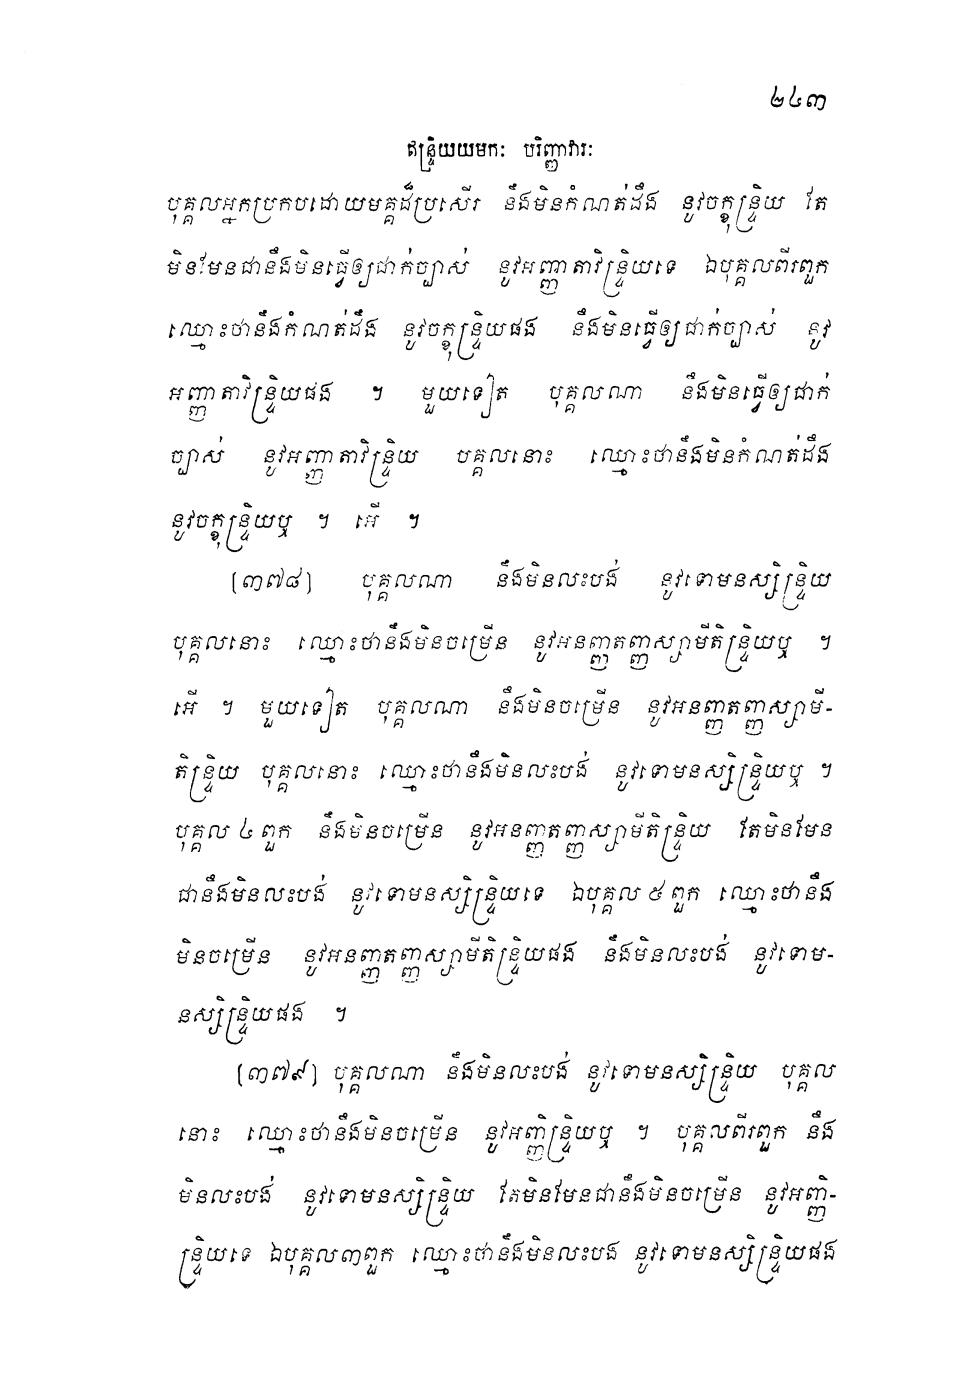 ២៤៣
ឥន្ទ្រិយយមកៈ បរិញ្ញាវារៈ
បុគ្គលអ្នកប្រកបដោយមគ្គដ៏ប្រសើរ នឹងមិនកំណត់ដឹង នូវចក្ខុន្ទ្រិយ តែ
មិនមែនជានឹងមិនធ្វើឲ្យជាក់ច្បាស់ នូវអញ្ញាតាវិន្ទ្រិយទេ ឯបុគ្គលពីរពួក
ឈ្មោះថានឹងកំណត់ដឹង នូវចក្ខុន្ទ្រិយផង នឹងមិនធ្វើឲ្យជាក់ច្បាស់ នូវ
អញ្ញាតាវិន្ទ្រិយផង ។ មួយទៀត បុគ្គលណា នឹងមិនធ្វើឲ្យជាក់
ច្បាស់ នូវអញ្ញាតាវិន្ទ្រិយ បគ្គលនោះ ឈ្មោះថានឹងមិនកំណត់ដឹង
នូវចក្ខុន្ទ្រិយឬ ។ អើ ។
[៣៧៨] បុគ្គលណា នឹងមិនលះបង់ នូវទោមនស្សិន្ទ្រិយ
បុគ្គលនោះ ឈ្មោះថានឹងមិនចម្រើន នូវអនញ្ញាតញ្ញស្សាមីតិន្ទ្រិយឬ ។
អើ ។ មួយទៀត បុគ្គលណា នឹងមិនចម្រើន នូវអនញ្ញាតញ្ញស្សាមី-
តិន្ទ្រិយ បុគ្គលនោះ ឈ្មោះថានឹងមិនលះបង់ នូវទោមនស្សិន្ទ្រិយឬ ។
បុគ្គល ៤ ពួក នឹងមិនចម្រើន នូវអនញ្ញាតញ្ញស្សាមីតិន្ទ្រិយ តែមិនមែន
ជានឹងមិនលះបង់ នូវទោមនស្សិន្ទ្រិយទេ ឯបុគ្គល ៥ ពួក ឈ្មោះថានឹង
មិនចម្រើន នូវអនញ្ញាតញ្ញស្សាមីតិន្ទ្រិយផង នឹងមិនលះបង់ នូវទោម-
នស្សិន្ទ្រិយផង ។
[៣៧៩] បុគ្គលណា នឹងមិនលះបង់ នូវទោមនស្សិន្ទ្រិយ បុគ្គល
នោះ ឈ្មោះថានឹងមិនចម្រើន នូវអញ្ញិន្ទ្រិយឬ ។ បុគ្គលពីរពួក នឹង
មិនលះបង់ នូវទោមនស្សិន្ទ្រិយ តែមិនមែនជានឹងមិនចម្រើន នូវអញ្ញិ-
ន្ទ្រិយទេ ឯបុគ្គល៣ពួក ឈ្មោះថានឹងមិនលះបង នូវទោមនស្សិន្ទ្រិយផង